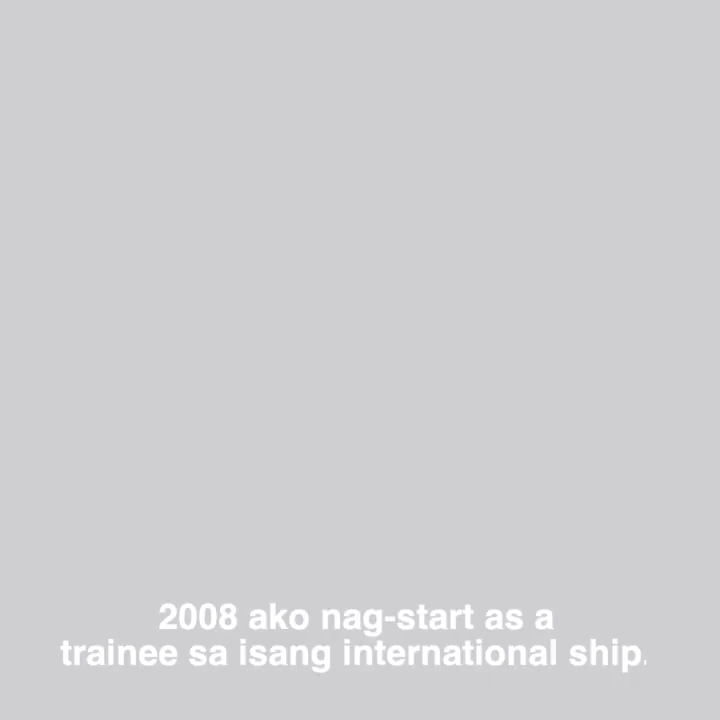 2008 ako nag-start as a
trainee sa isang international ship.